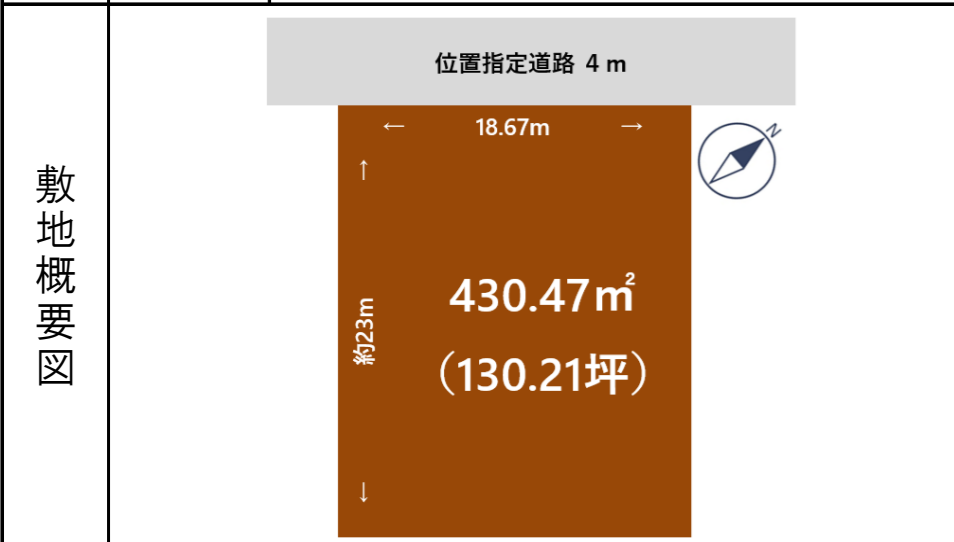 敷地概要図
位置指定道路 4 m
← 18.67m →
N
↑
約23m
↓
430.47㎡
（130.21坪）